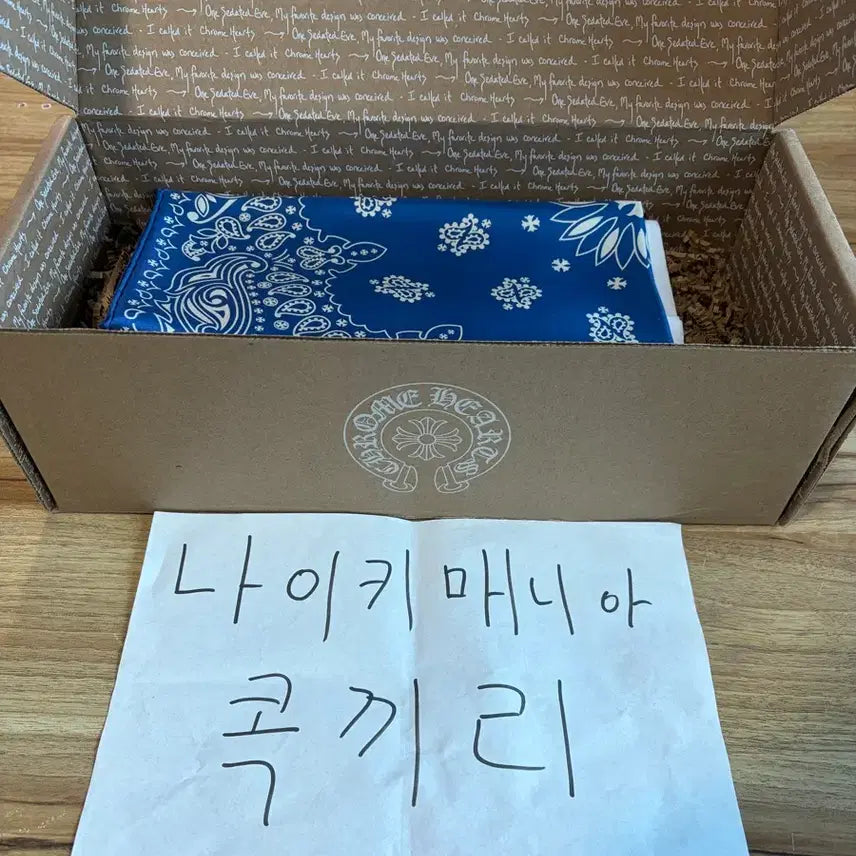 One Sedated Eve, My favorite design was conceived - I called it Chrome Hearts
CHROME HEARTS
나이키매니아
콕끼리